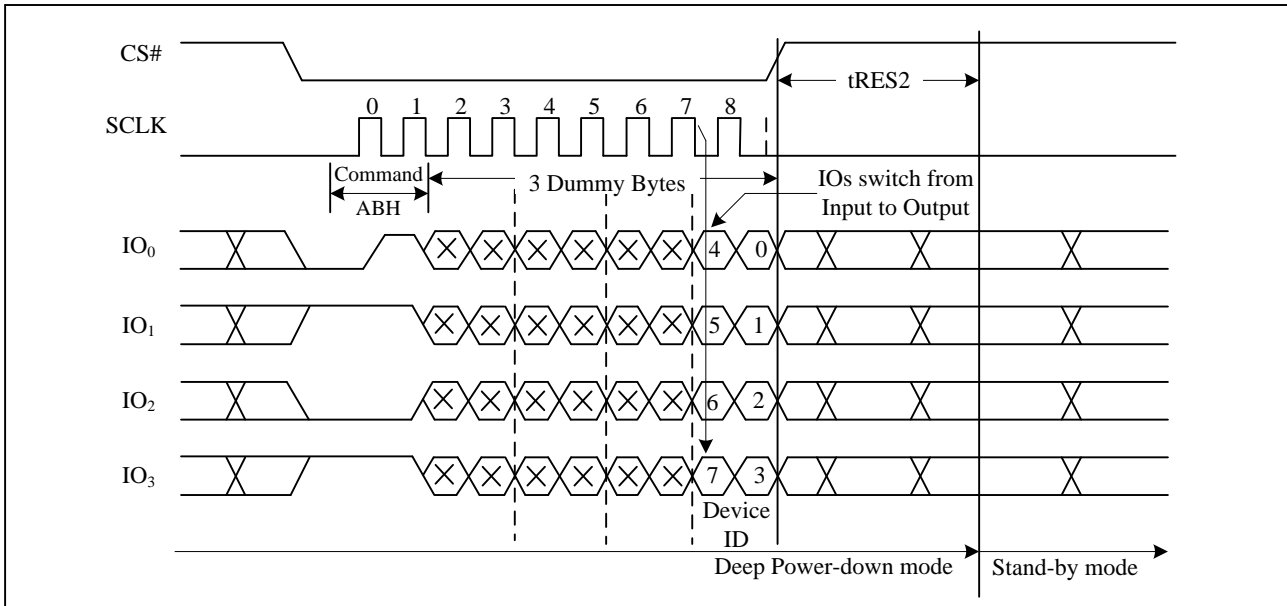 CS#
tRES2
0 1 2 3 4 5 6 7 8
SCLK
Command
ABH
3 Dummy Bytes
IOs switch from
Input to Output
IO₀
4 0
IO₁
5 1
IO₂
6 2
IO₃
7 3
Device
ID
Deep Power-down mode
Stand-by mode